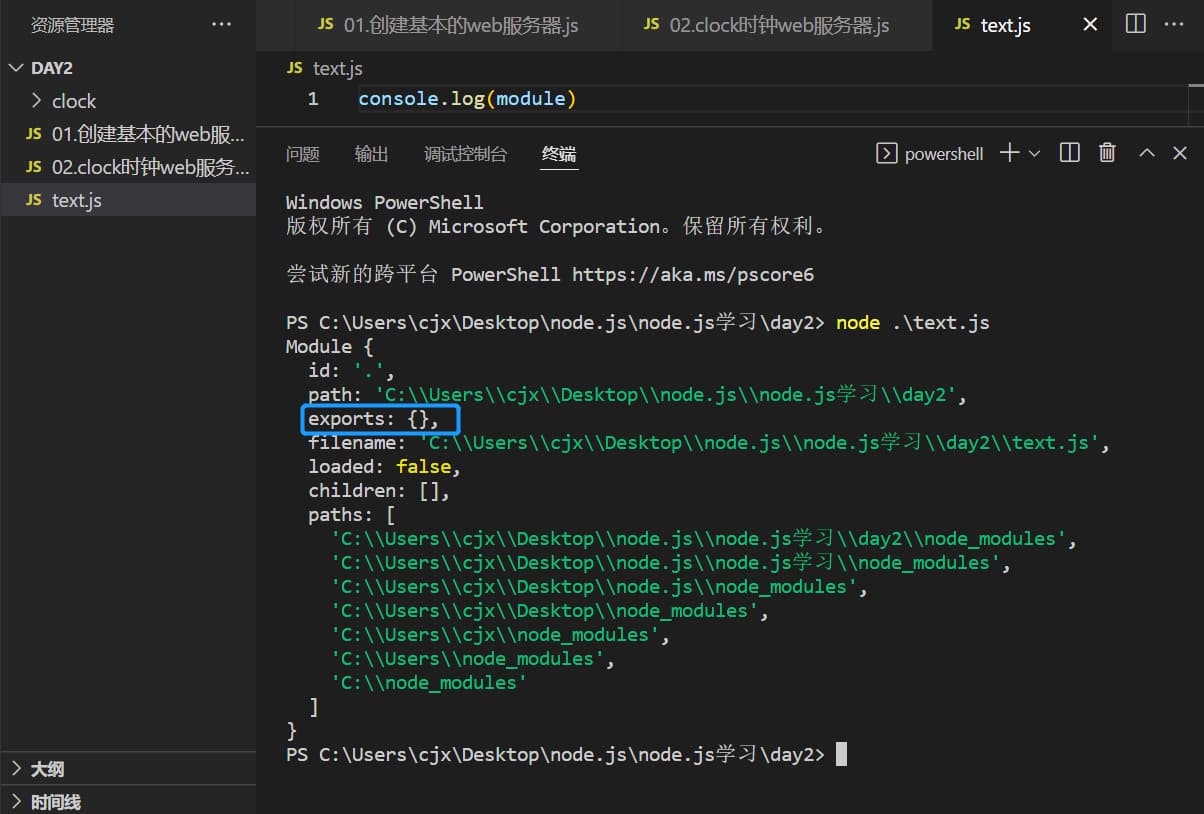 资源管理器 ···
DAY2
clock
JS 01.创建基本的web服...
JS 02.clock时钟web服务...
JS text.js
大纲
时间线
JS 01.创建基本的web服务器.js JS 02.clock时钟web服务器.js JS text.js
JS text.js
1 console.log(module)
问题 输出 调试控制台 终端 powershell
Windows PowerShell
版权所有 (C) Microsoft Corporation。保留所有权利。
尝试新的跨平台 PowerShell https://aka.ms/pscore6
PS C:\Users\cjx\Desktop\node.js\node.js学习\day2> node .\text.js
Module {
  id: '.',
  path: 'C:\\Users\\cjx\\Desktop\\node.js\\node.js学习\\day2',
  exports: {},
  filename: 'C:\\Users\\cjx\\Desktop\\node.js\\node.js学习\\day2\\text.js',
  loaded: false,
  children: [],
  paths: [
    'C:\\Users\\cjx\\Desktop\\node.js\\node.js学习\\day2\\node_modules',
    'C:\\Users\\cjx\\Desktop\\node.js\\node.js学习\\node_modules',
    'C:\\Users\\cjx\\Desktop\\node.js\\node_modules',
    'C:\\Users\\cjx\\Desktop\\node_modules',
    'C:\\Users\\cjx\\node_modules',
    'C:\\Users\\node_modules',
    'C:\\node_modules'
  ]
}
PS C:\Users\cjx\Desktop\node.js\node.js学习\day2>